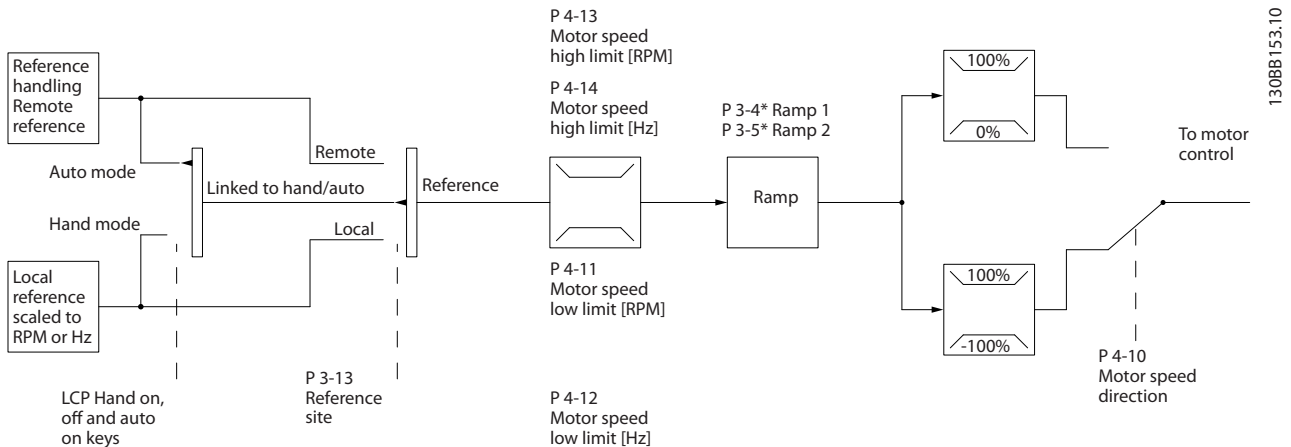 P 4-13
Motor speed
high limit [RPM]
P 4-14
Motor speed
high limit [Hz]
130BB153.10
Reference
handling
Remote
reference
P 3-4* Ramp 1
P 3-5* Ramp 2
100%
0%
To motor
control
Remote
Auto mode
Linked to hand/auto
Reference
Ramp
Hand mode
Local
Local
reference
scaled to
RPM or Hz
P 4-11
Motor speed
low limit [RPM]
100%
-100%
P 4-10
Motor speed
direction
LCP Hand on,
off and auto
on keys
P 3-13
Reference
site
P 4-12
Motor speed
low limit [Hz]